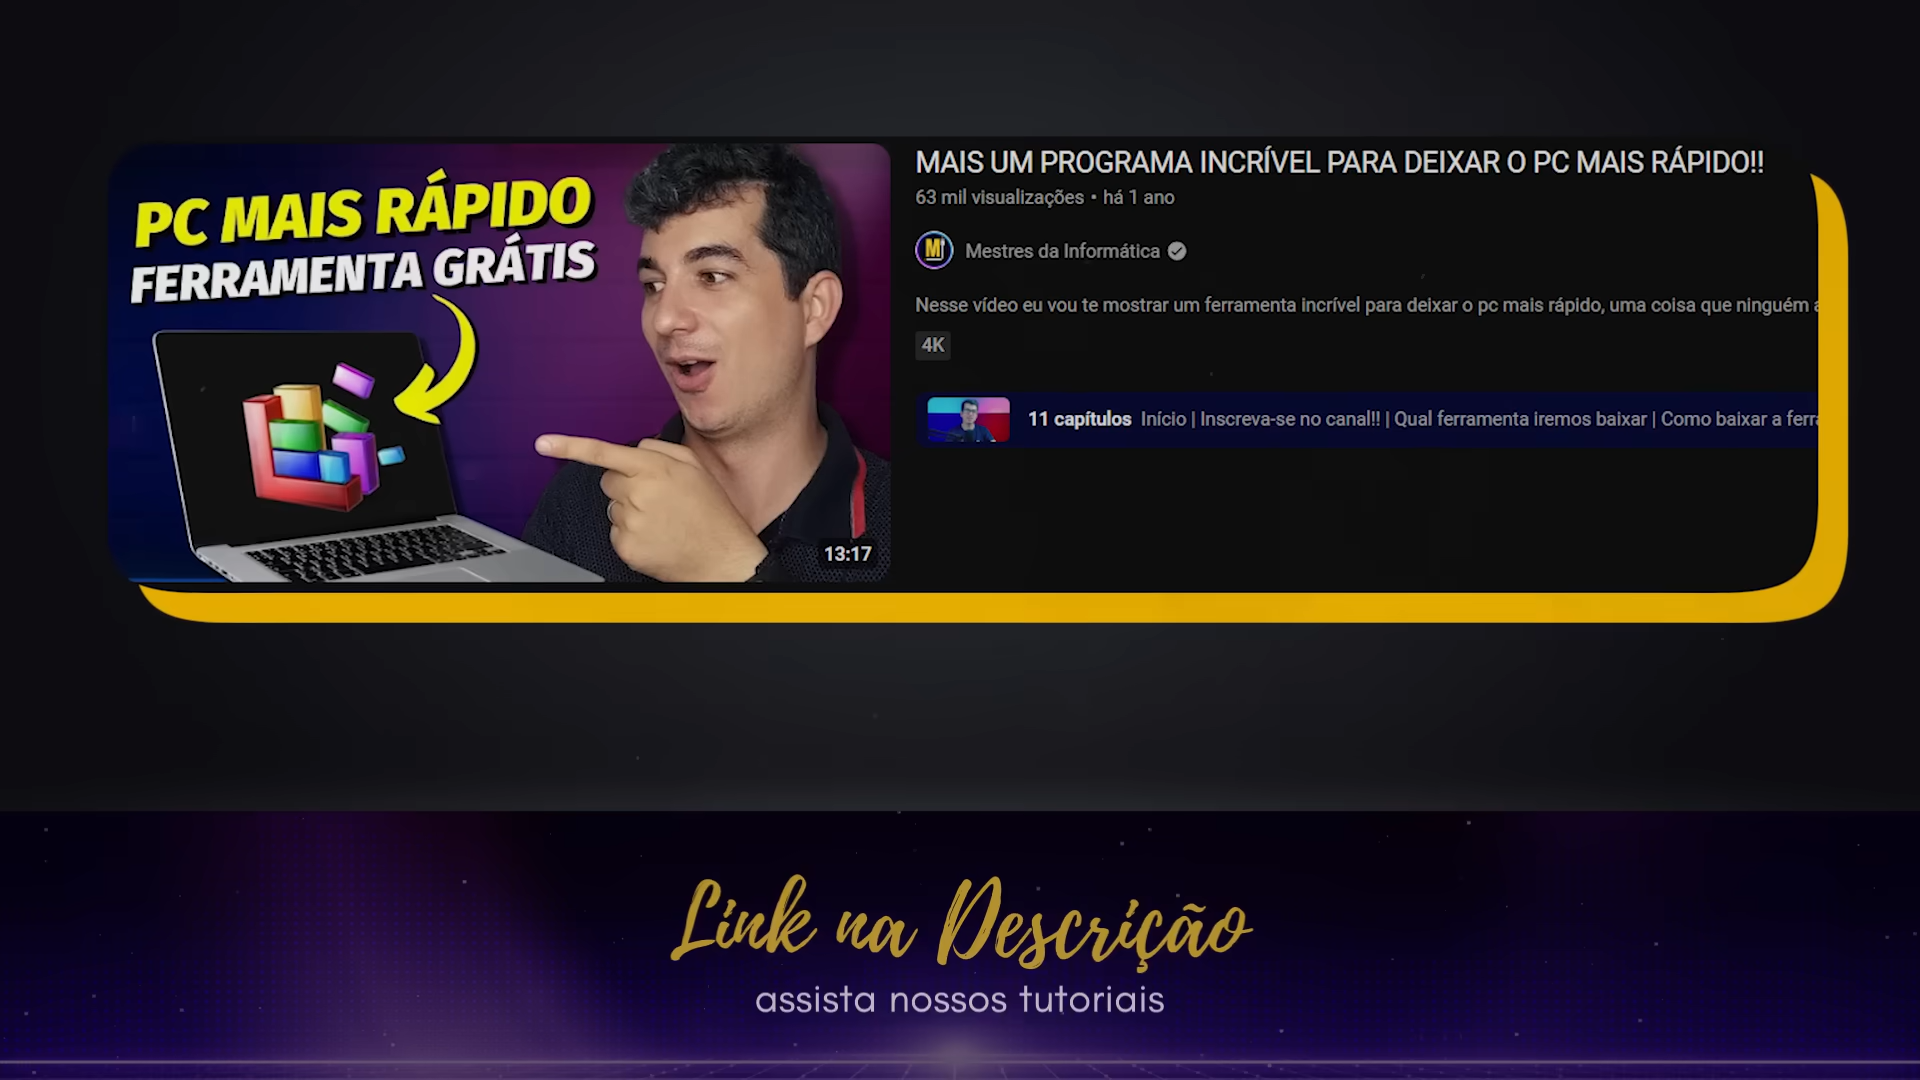 PC MAIS RÁPIDO
FERRAMENTA GRÁTIS
13:17
MAIS UM PROGRAMA INCRÍVEL PARA DEIXAR O PC MAIS RÁPIDO!!
63 mil visualizações • há 1 ano
Mestres da Informática
Nesse vídeo eu vou te mostrar um ferramenta incrível para deixar o pc mais rápido, uma coisa que ninguém
4K
11 capítulos Início | Inscreva-se no canal!! | Qual ferramenta iremos baixar | Como baixar a
Link na Descrição
assista nossos tutoriais